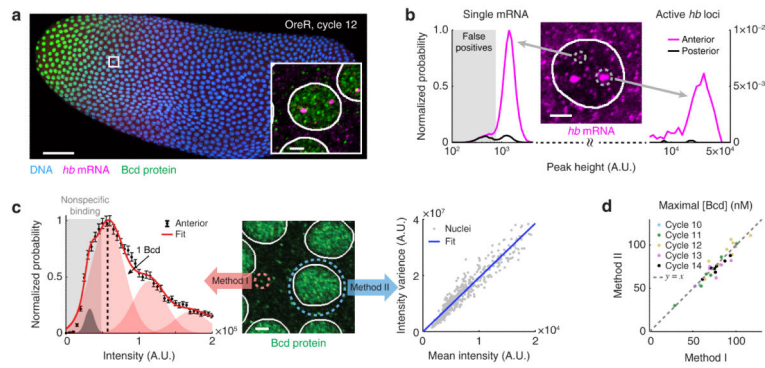 a
OreR, cycle 12
DNA hb mRNA Bcd protein
b
Single mRNA
Active hb loci
False
positives
Normalized probability
1.0
0.5
0
10²
10³
hb mRNA
≈
Peak height (A.U.)
Anterior
Posterior
1×10⁻²
5×10⁻³
0
10⁴
5×10⁴
c
Nonspecific
binding
Normalized probability
1
0.5
0
Anterior
Fit
1 Bcd
0
1
2
×10⁵
Intensity (A.U.)
Method I
Method II
Bcd protein
×10⁷
Intensity varience (A.U.)
4
3
2
1
0
Nuclei
Fit
0
1
2
×10⁴
Mean intensity (A.U.)
d
Maximal [Bcd] (nM)
Method II
100
50
0
Cycle 10
Cycle 11
Cycle 12
Cycle 13
Cycle 14
y = x
0
50
100
Method I